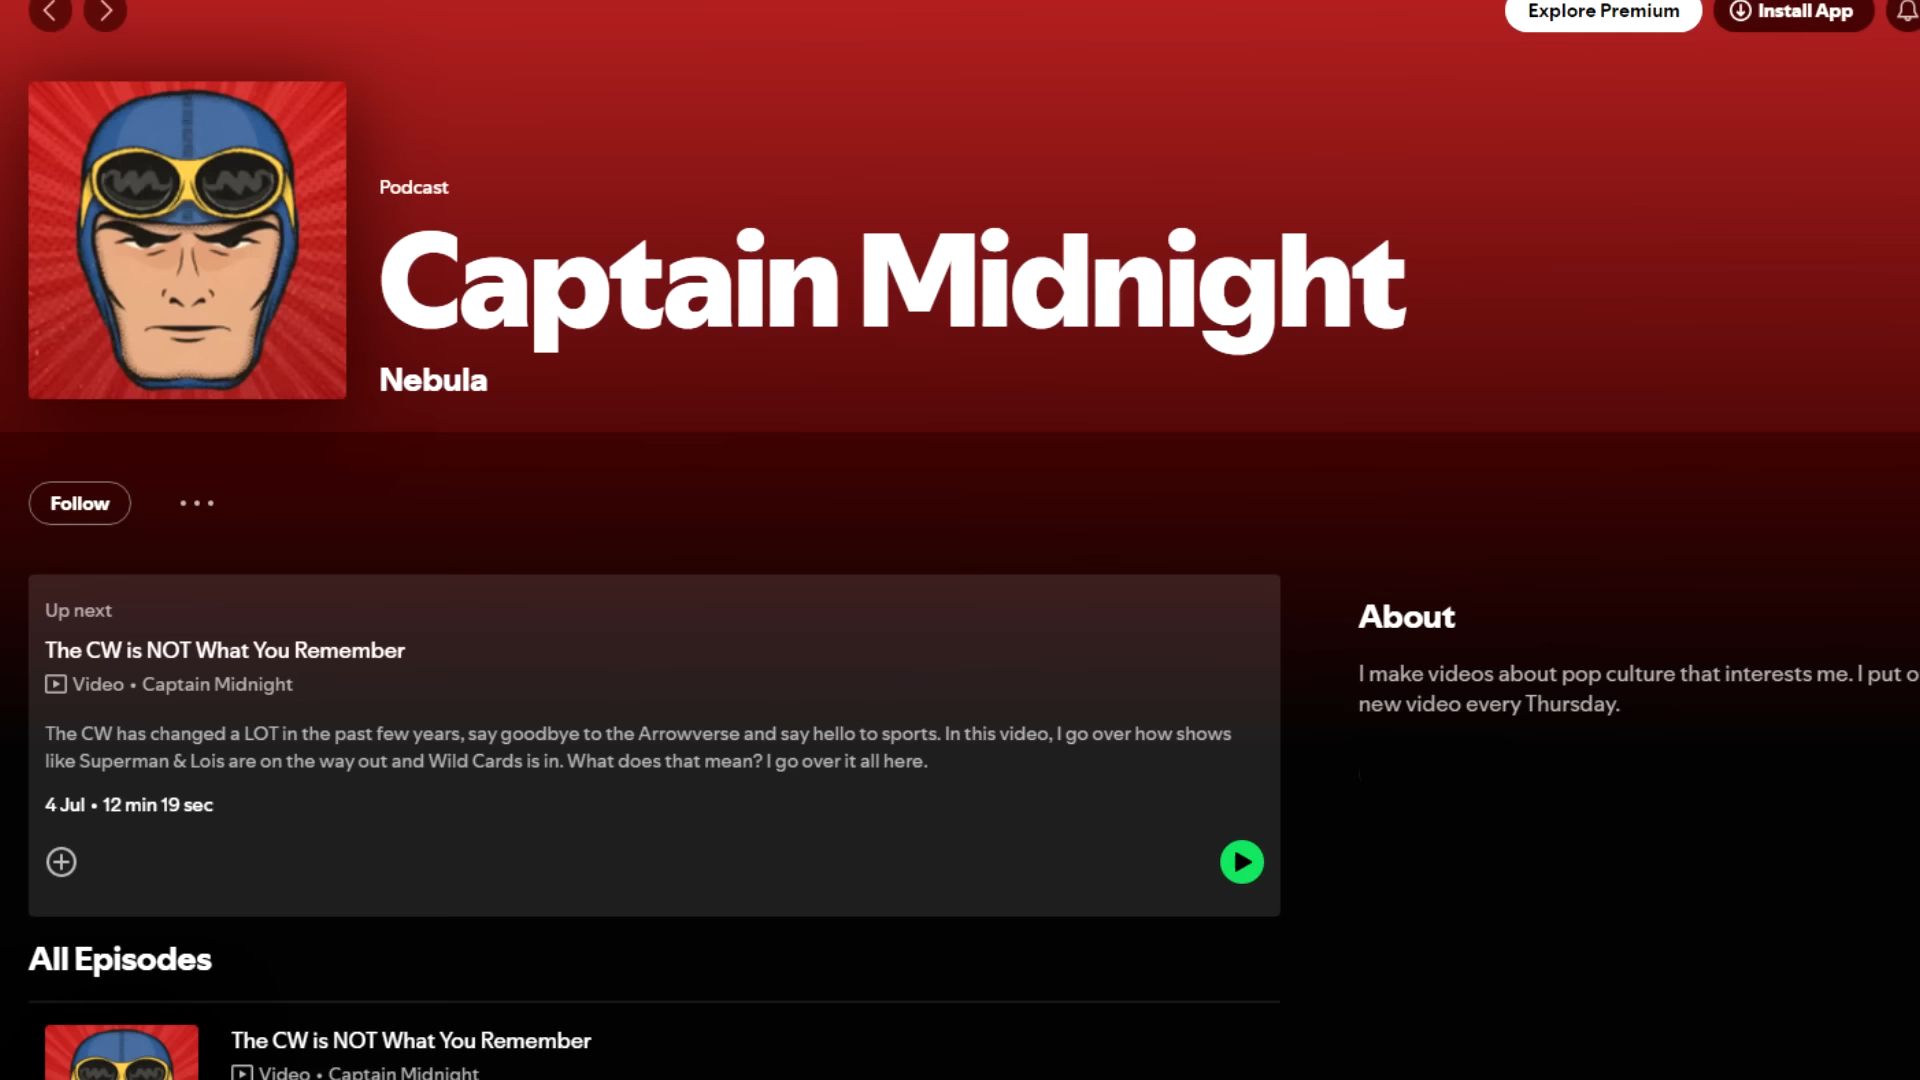 Explore Premium
Install App
Podcast
Captain Midnight
Nebula
Follow
Up next
The CW is NOT What You Remember
Video • Captain Midnight
The CW has changed a LOT in the past few years, say goodbye to the Arrowverse and say hello to sports. In this video, I go over how shows
like Superman & Lois are on the way out and Wild Cards is in. What does that mean? I go over it all here.
4 Jul • 12 min 19 sec
About
I make videos about pop culture that interests me. I put
new video every Thursday.
All Episodes
The CW is NOT What You Remember
Video • Captain Midnight